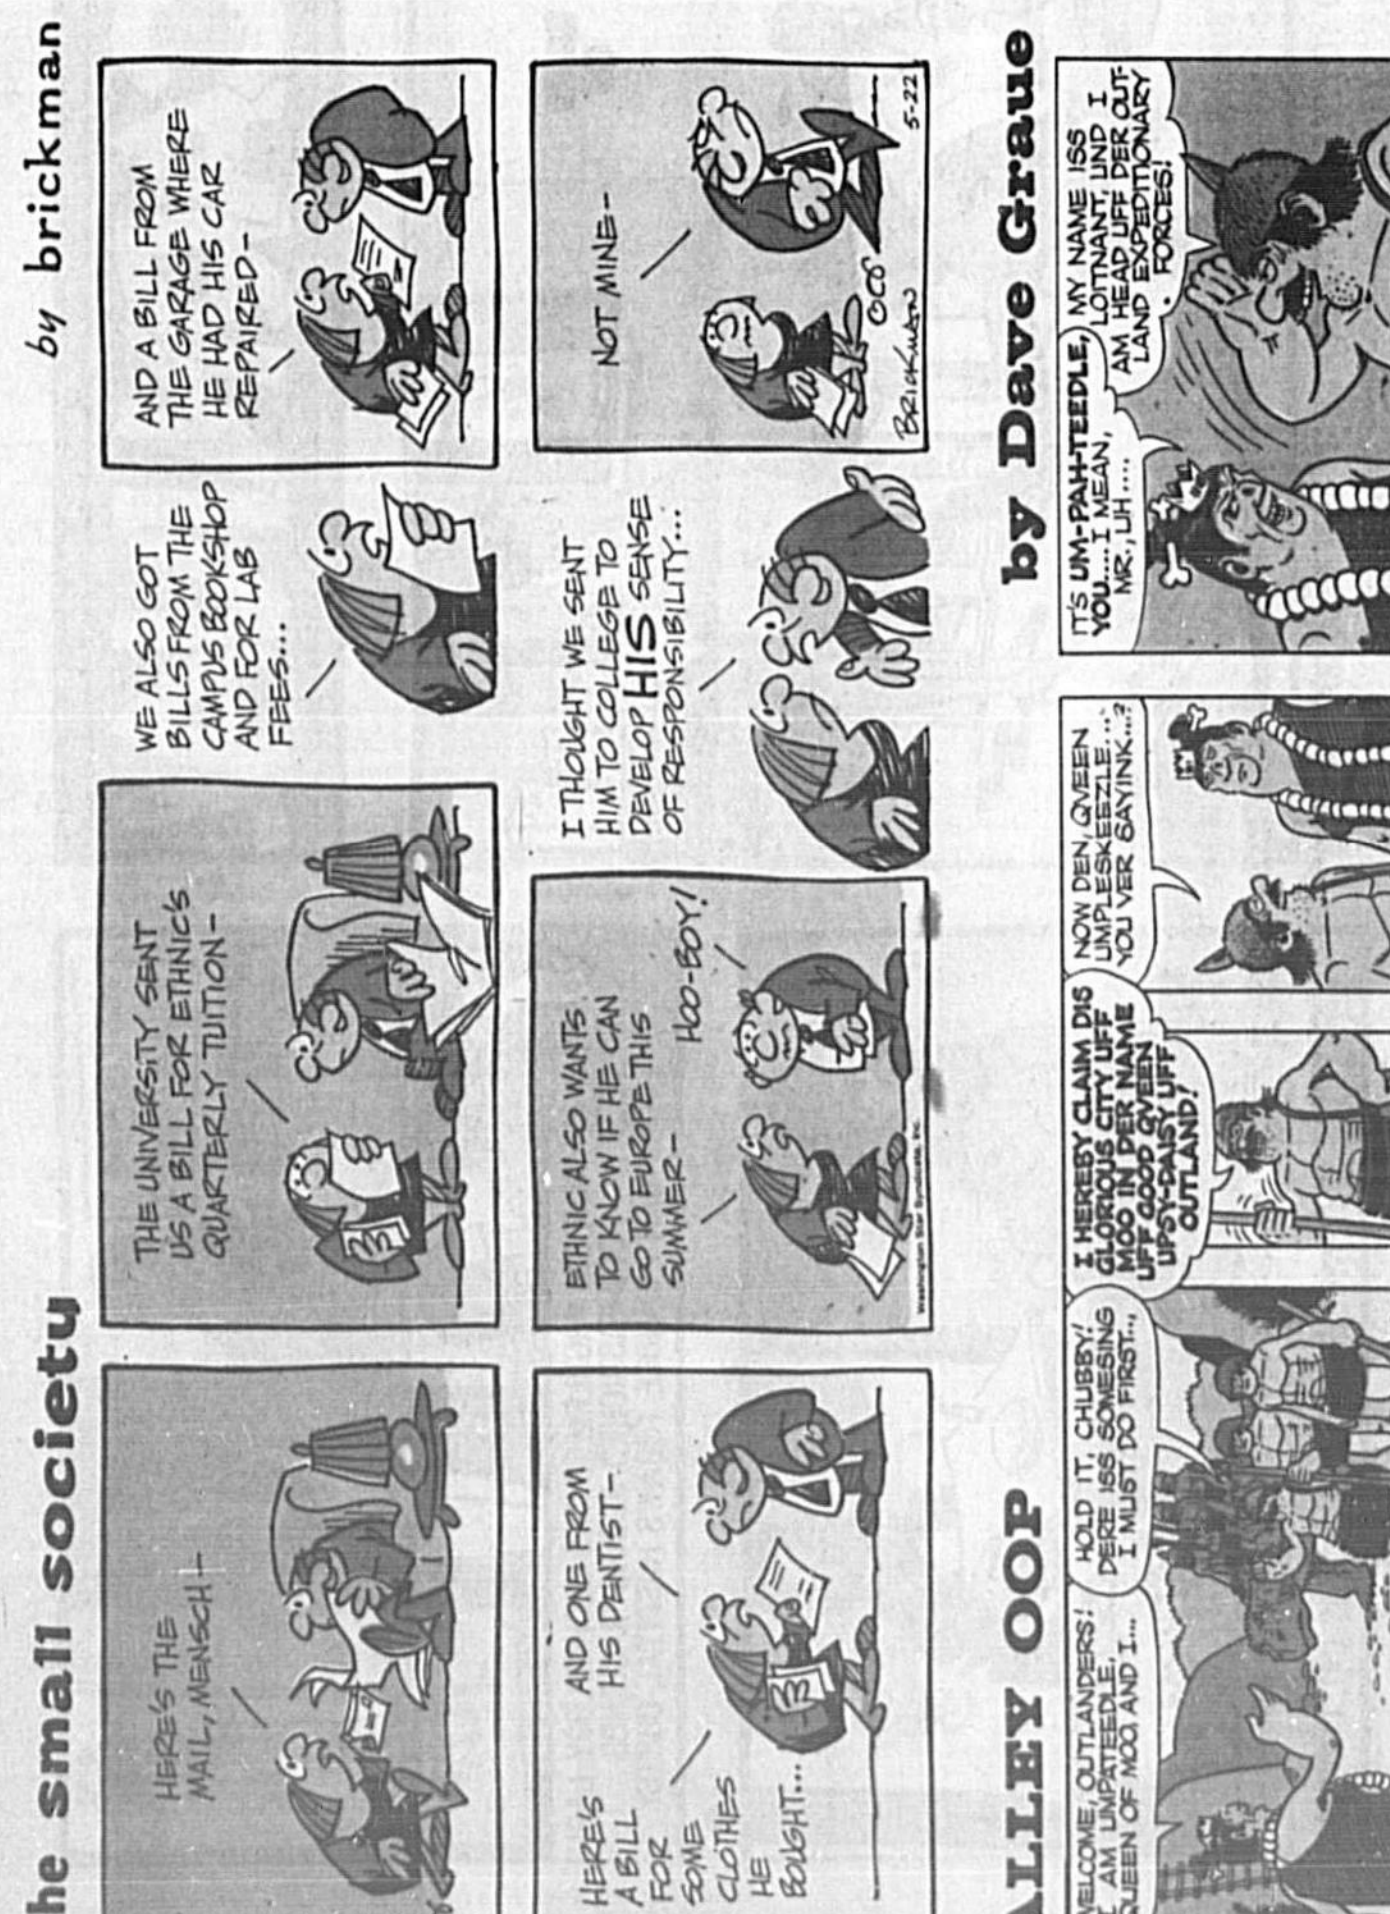 he small society
by brickman
HERE'S THE
MAIL, MENSCH—
THE UNIVERSITY SENT
US A BILL FOR ETHNIC'S
QUARTERLY TUITION—
WE ALSO GOT
BILLS FROM THE
CAMPUS BOOKSHOP
AND FOR LAB
FEES...
AND A BILL FROM
THE GARAGE WHERE
HE HAD HIS CAR
REPAIRED—
HERE'S
A BILL
FOR
SOME
CLOTHES
HE
BOUGHT...
AND ONE FROM
HIS DENTIST—
ETHNIC ALSO WANTS
TO KNOW IF HE CAN
GO TO EUROPE THIS
SUMMER—
HOO-BOY!
Washington Star Syndicate, Inc.
I THOUGHT WE SENT
HIM TO COLLEGE TO
DEVELOP HIS SENSE
OF RESPONSIBILITY...
NOT MINE—
BRICKMAN
5-22
ALLEY OOP
by Dave Graue
WELCOME, OUTLANDERS!
I AM UMPATEEDLE,
QUEEN OF MOO, AND I...
HOLD IT, CHUBBY!
DERE ISS SOMESING
I MUST DO FIRST...
I HEREBY CLAIM DIS
GLORIOUS CITY UFF
MOO IN DER NAME
UFF GOOD QVEEN
UPSY-DAISY UFF
OUTLAND!
NOW DEN, QVEEN
UMPLESKEEZLE...
YOU VER SAYINK...?
IT'S UM-PAH-TEEDLE,
YOU...I MEAN,
MR., UH....
MY NAME ISS
LOITNANT, UND I
AM HEAD UFF DER OUT-
LAND EXPEDITIONARY
FORCES!